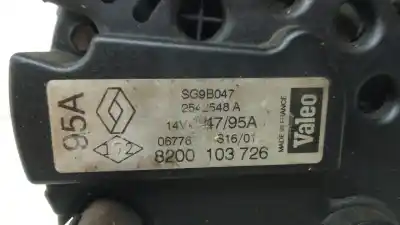 95A
SG9B047
2542548 A
14V 47/95A
06776 316/01
8200 103 726
MADE IN FRANCE
Valeo